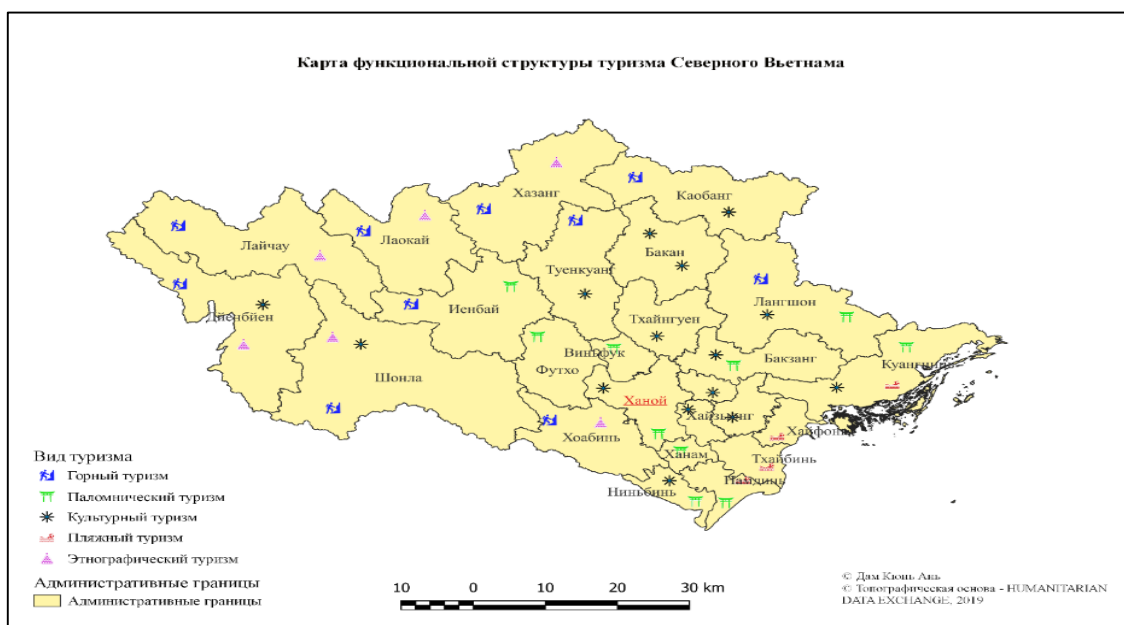 Карта функциональной структуры туризма Северного Вьетнама
Хазанг
Каобанг
Лаокай
Лайчау
Бакан
Туенкуанг
Иенбай
Лангшон
Дйенбйен
Тхайнгуен
Виньфук
Бакзанг
Куангнинь
Футхо
Шонла
Ханой
Хайзыонг
Хайфонг
Хоабинь
Ханам
Тхайбинь
Ниньбинь
Намдинь
Вид туризма
Горный туризм
Паломнический туризм
Культурный туризм
Пляжный туризм
Этнографический туризм
Административные границы
Административные границы
10 0 10 20 30 km
© Дам Кюнь Ань
© Топографическая основа - HUMANITARIAN
DATA EXCHANGE, 2019